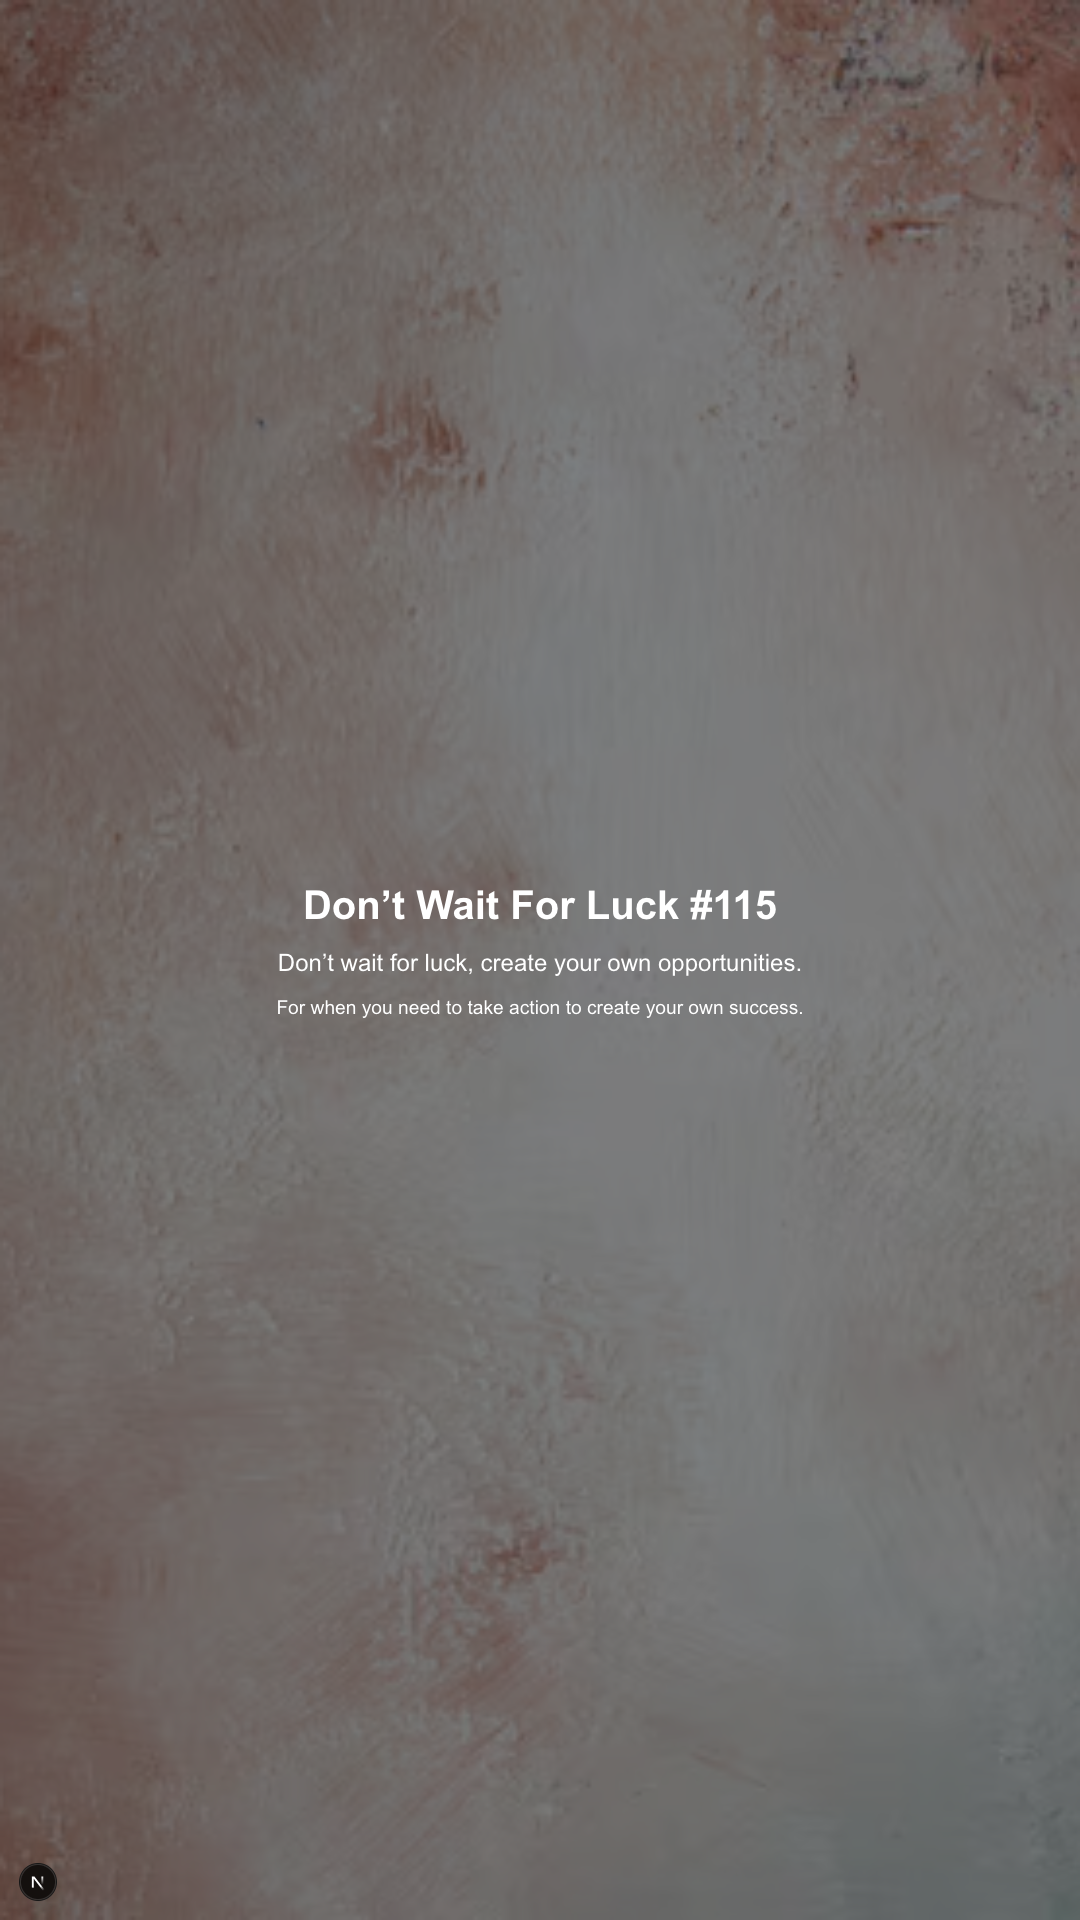 Don’t Wait For Luck #115
Don’t wait for luck, create your own opportunities.
For when you need to take action to create your own success.
N